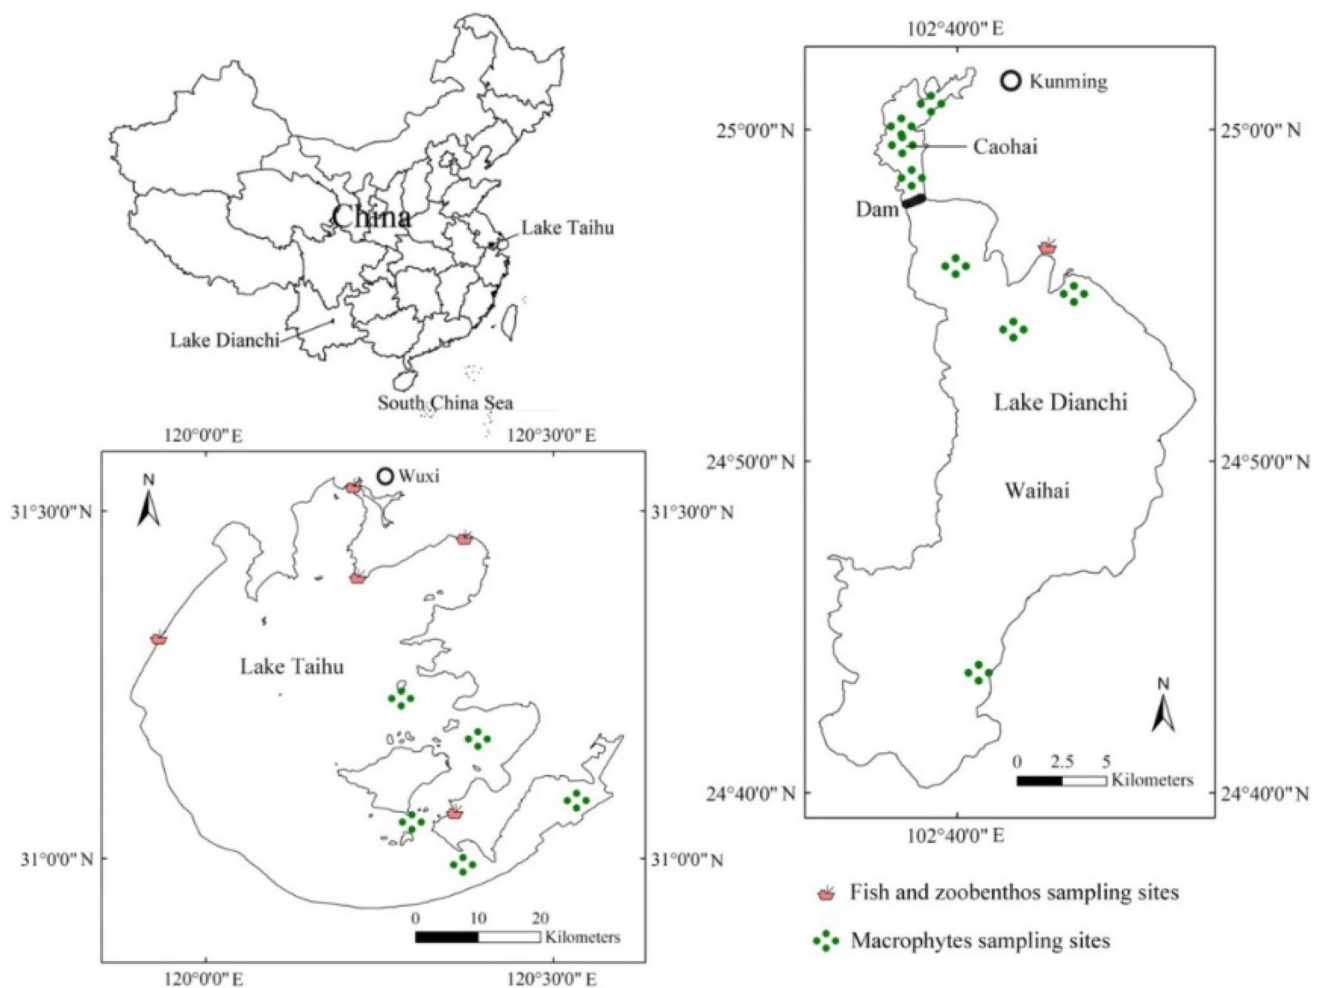 China
Lake Taihu
Lake Dianchi
South China Sea
120°0'0" E
120°30'0" E
N
Wuxi
31°30'0" N
31°30'0" N
Lake Taihu
31°0'0" N
31°0'0" N
0 10 20
Kilometers
120°0'0" E
120°30'0" E
102°40'0" E
Kunming
25°0'0" N
25°0'0" N
Caohai
Dam
Lake Dianchi
24°50'0" N
24°50'0" N
Waihai
N
0 2.5 5
Kilometers
24°40'0" N
24°40'0" N
102°40'0" E
Fish and zoobenthos sampling sites
Macrophytes sampling sites